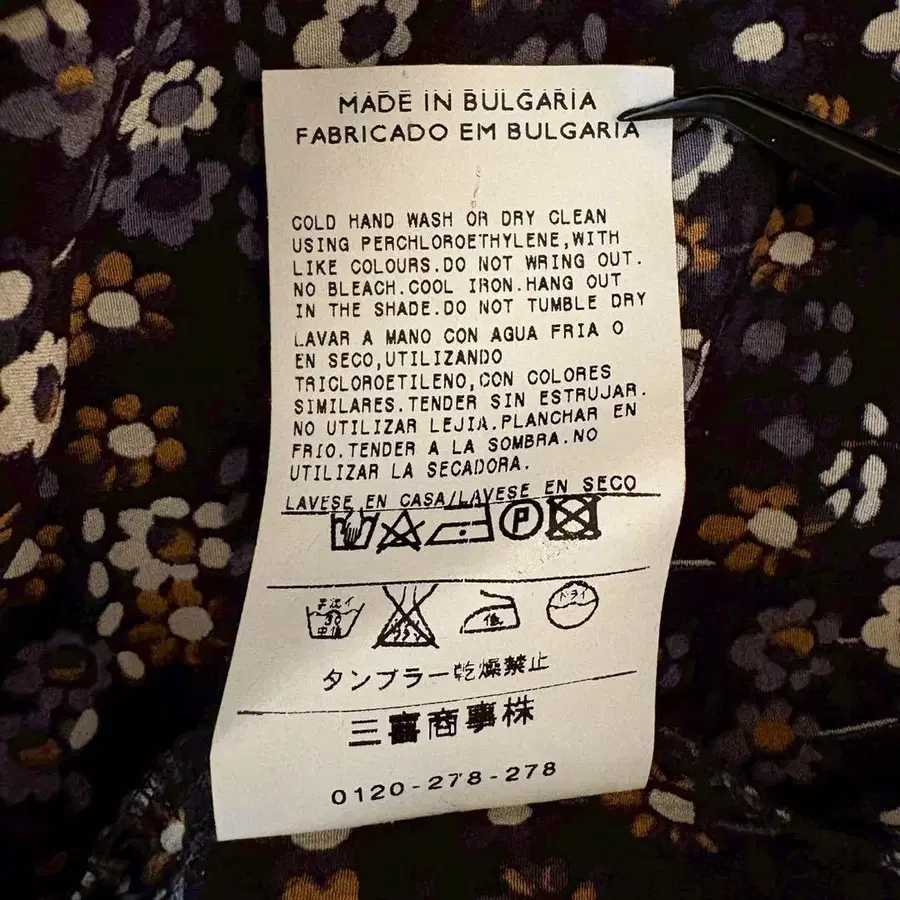 MADE IN BULGARIA
FABRICADO EM BULGARIA
COLD HAND WASH OR DRY CLEAN
USING PERCHLOROETHYLENE,WITH
LIKE COLOURS.DO NOT WRING OUT.
NO BLEACH.COOL IRON.HANG OUT
IN THE SHADE.DO NOT TUMBLE DRY
LAVAR A MANO CON AGUA FRIA O
EN SECO,UTILIZANDO
TRICLOROETILENO,CON COLORES
SIMILARES.TENDER SIN ESTRUJAR.
NO UTILIZAR LEJIA.PLANCHAR EN
FRIO.TENDER A LA SOMBRA.NO
UTILIZAR LA SECADORA.
LAVESE EN CASA/LAVESE EN SECO
P
手洗イ 30 中性 低 ドライ
タンブラー乾燥禁止
三喜商事株
0120-278-278